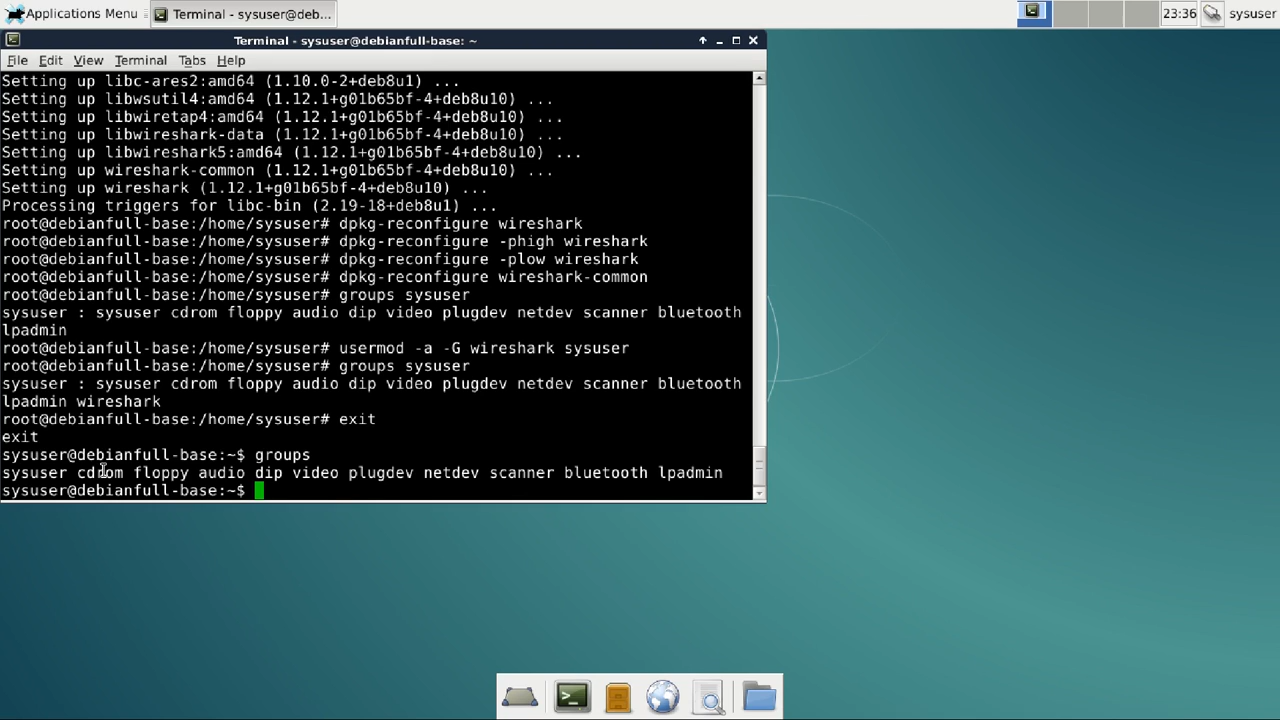 Applications Menu
Terminal - sysuser@deb...
23:36
sysuser
Terminal - sysuser@debianfull-base: ~
File Edit View Terminal Tabs Help
Setting up libc-ares2:amd64 (1.10.0-2+deb8u1) ...
Setting up libwsutil4:amd64 (1.12.1+g01b65bf-4+deb8u10) ...
Setting up libwiretap4:amd64 (1.12.1+g01b65bf-4+deb8u10) ...
Setting up libwireshark-data (1.12.1+g01b65bf-4+deb8u10) ...
Setting up libwireshark5:amd64 (1.12.1+g01b65bf-4+deb8u10) ...
Setting up wireshark-common (1.12.1+g01b65bf-4+deb8u10) ...
Setting up wireshark (1.12.1+g01b65bf-4+deb8u10) ...
Processing triggers for libc-bin (2.19-18+deb8u1) ...
root@debianfull-base:/home/sysuser# dpkg-reconfigure wireshark
root@debianfull-base:/home/sysuser# dpkg-reconfigure -phigh wireshark
root@debianfull-base:/home/sysuser# dpkg-reconfigure -plow wireshark
root@debianfull-base:/home/sysuser# dpkg-reconfigure wireshark-common
root@debianfull-base:/home/sysuser# groups sysuser
sysuser : sysuser cdrom floppy audio dip video plugdev netdev scanner bluetooth
lpadmin
root@debianfull-base:/home/sysuser# usermod -a -G wireshark sysuser
root@debianfull-base:/home/sysuser# groups sysuser
sysuser : sysuser cdrom floppy audio dip video plugdev netdev scanner bluetooth
lpadmin wireshark
root@debianfull-base:/home/sysuser# exit
exit
sysuser@debianfull-base:~$ groups
sysuser cdrom floppy audio dip video plugdev netdev scanner bluetooth lpadmin
sysuser@debianfull-base:~$